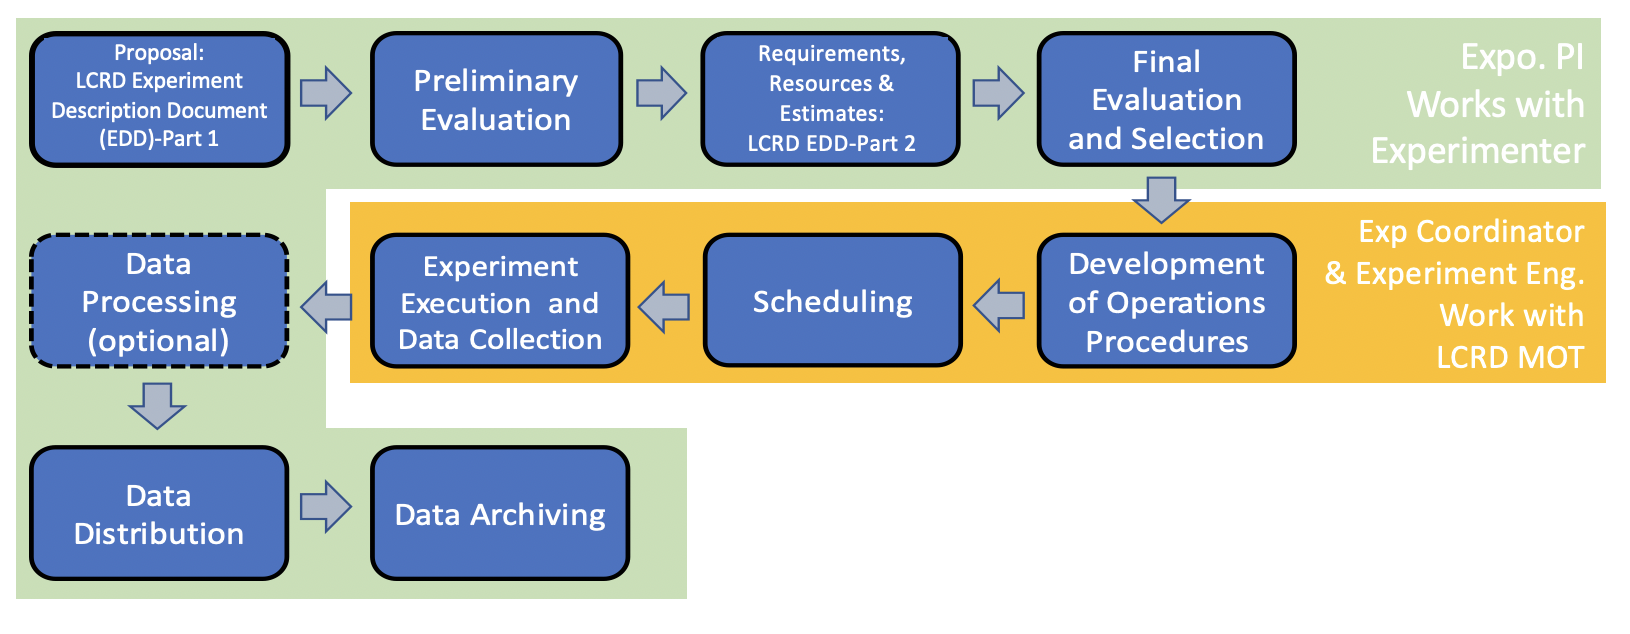 Proposal:
LCRD Experiment
Description Document
(EDD)-Part 1
Preliminary
Evaluation
Requirements,
Resources &
Estimates:
LCRD EDD-Part 2
Final
Evaluation
and Selection
Expo. PI
Works with
Experimenter
Data
Processing
(optional)
Experiment
Execution and
Data Collection
Scheduling
Development
of Operations
Procedures
Exp Coordinator
& Experiment Eng.
Work with
LCRD MOT
Data
Distribution
Data Archiving